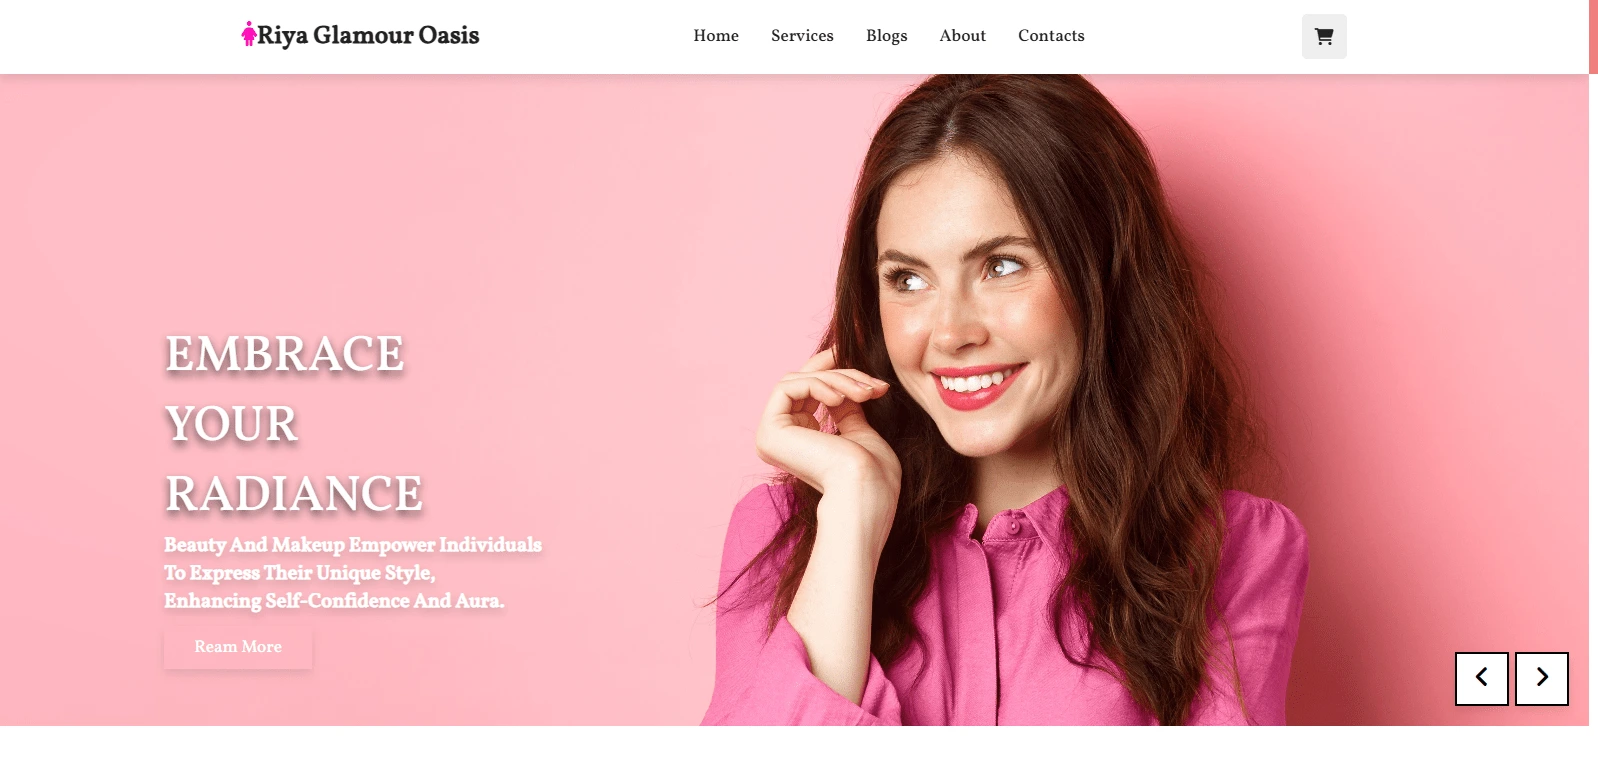 Riya Glamour Oasis
Home Services Blogs About Contacts
EMBRACE
YOUR
RADIANCE
Beauty And Makeup Empower Individuals
To Express Their Unique Style,
Enhancing Self-Confidence And Aura.
Ream More